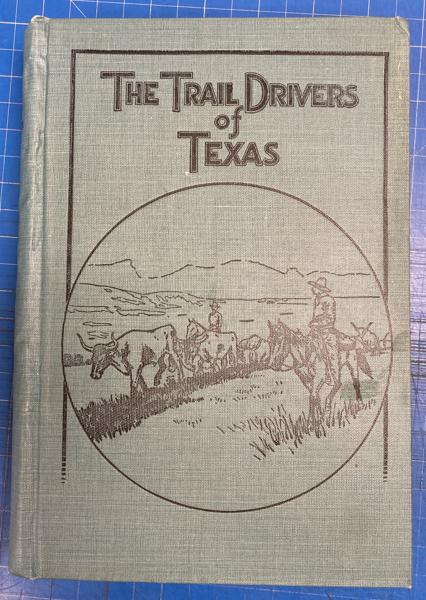 The Trail Drivers
of
Texas